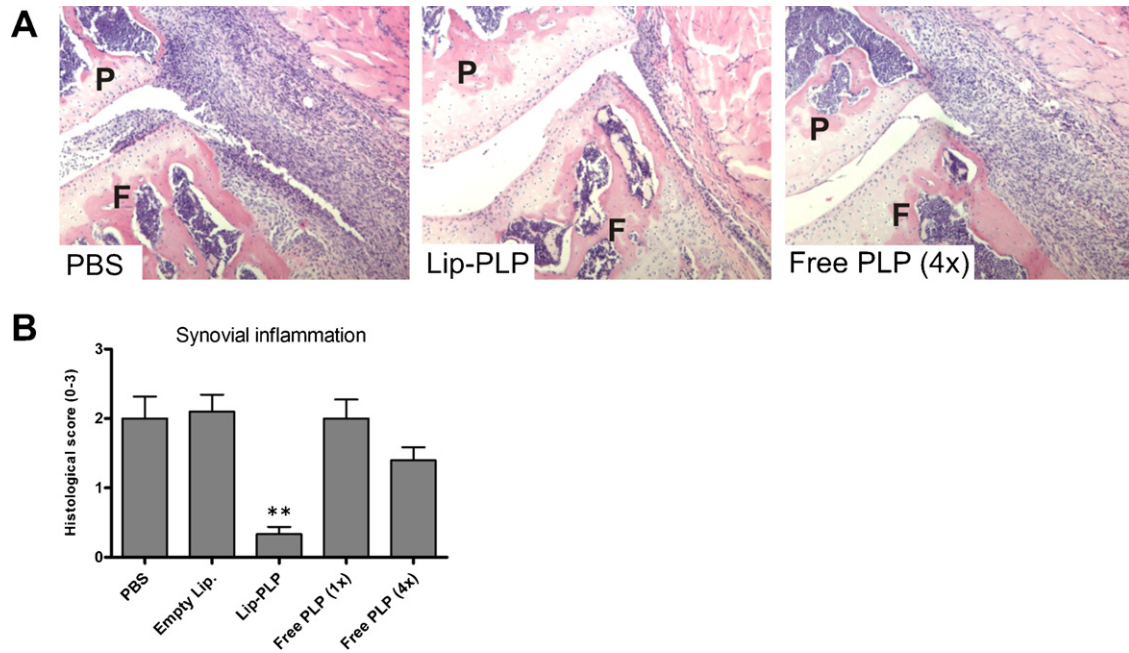 A
P
F
PBS
P
F
Lip-PLP
P
F
Free PLP (4x)
B
Synovial inflammation
Histological score (0-3)
3
2
1
0
**
PBS
Empty Lip.
Lip-PLP
Free PLP (1x)
Free PLP (4x)